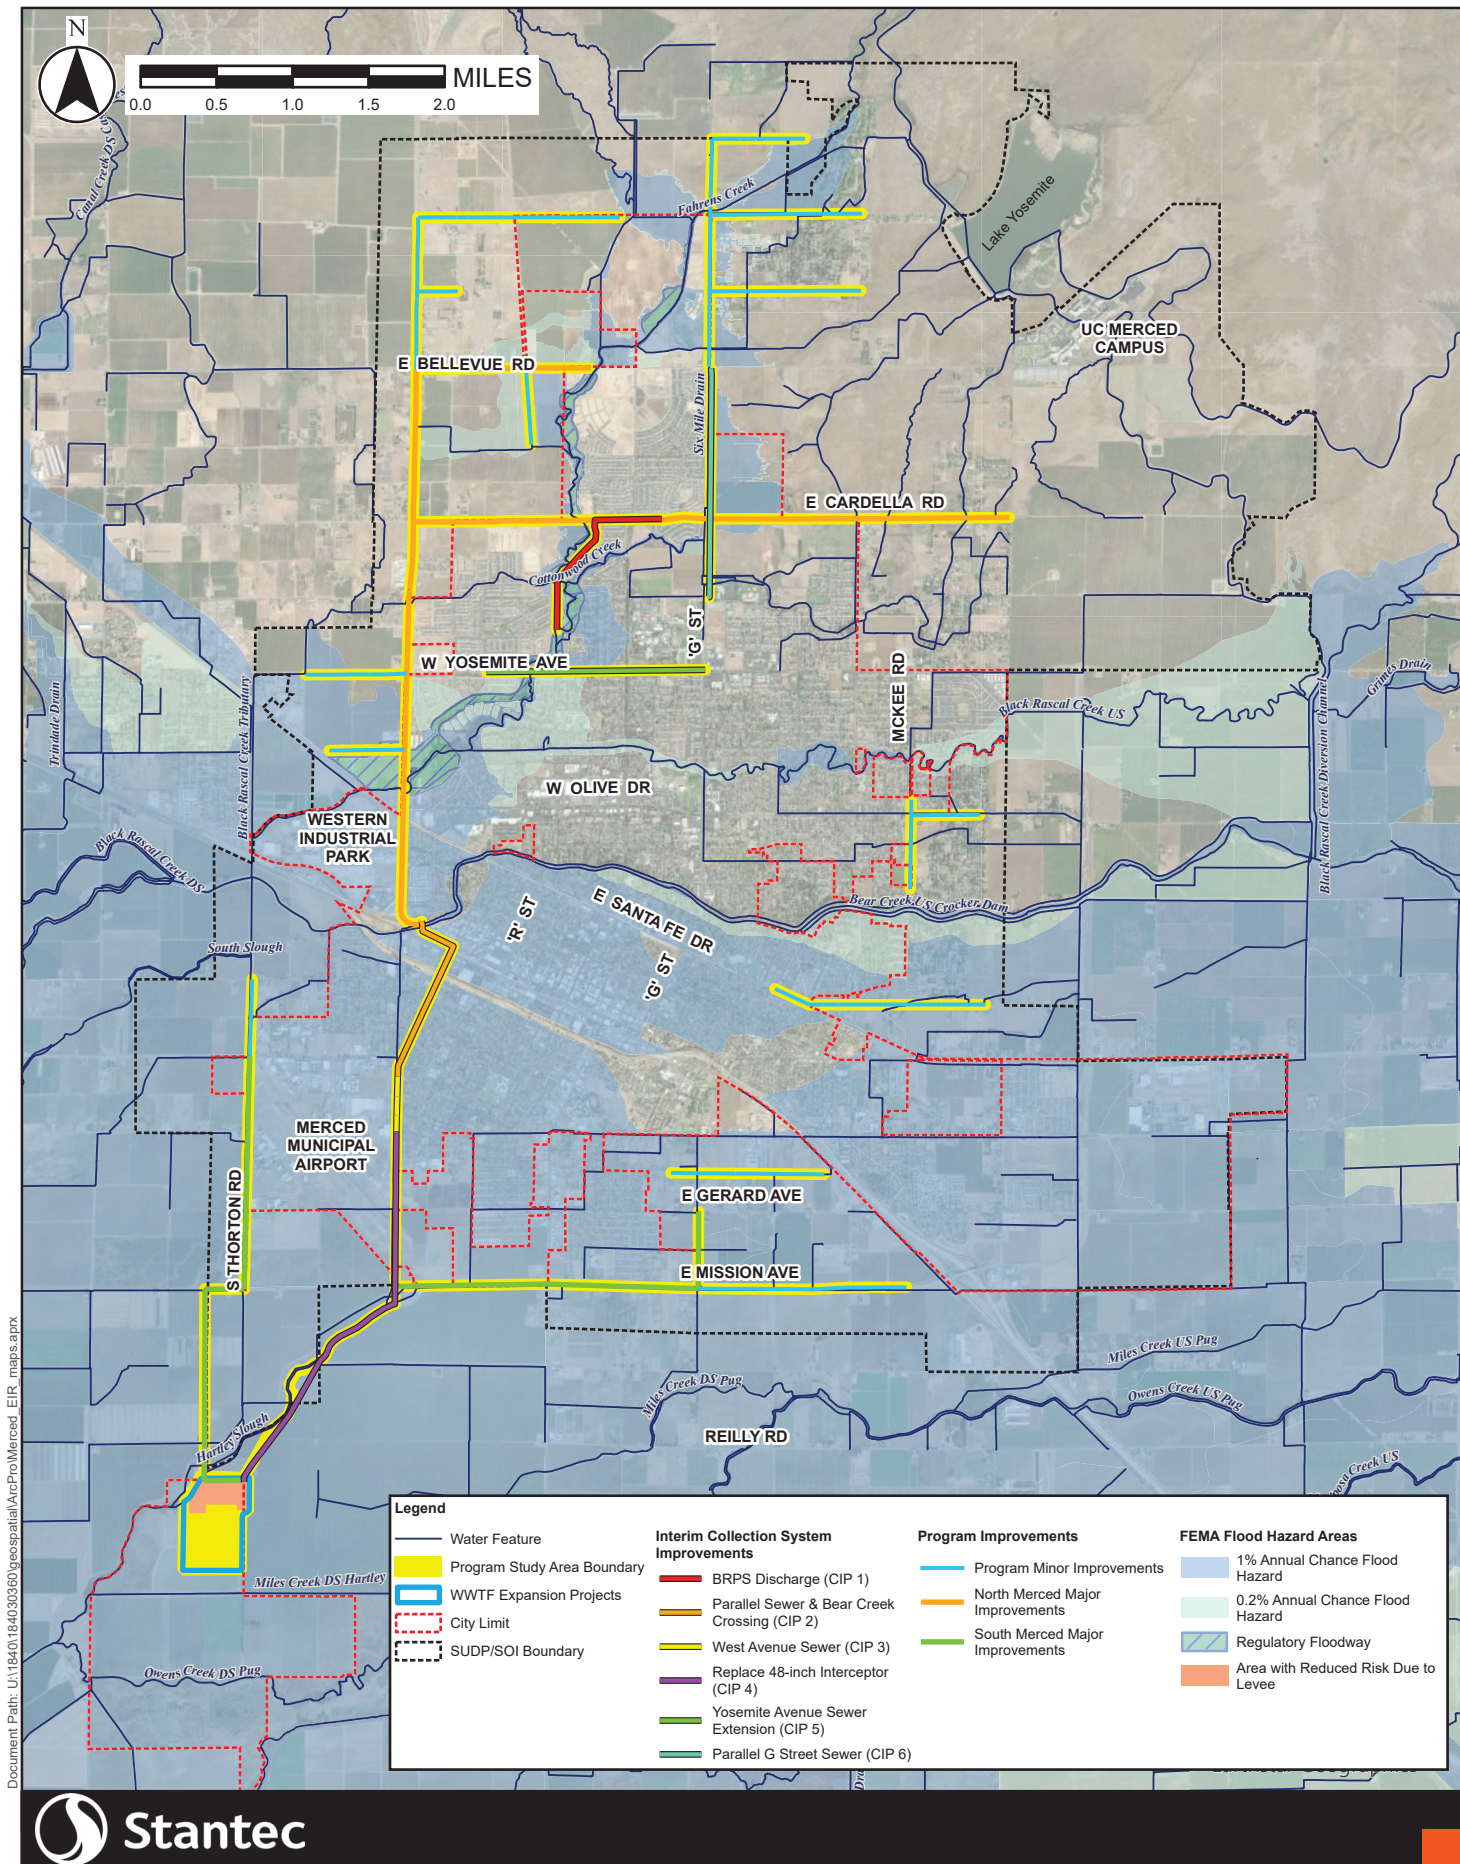 N
MILES
0.0 0.5 1.0 1.5 2.0
Canal Creek DS
Fahrens Creek
Lake Yosemite
UC MERCED
CAMPUS
E BELLEVUE RD
Six Mile Drain
E CARDELLA RD
Cottonwood Creek
'G' ST
W YOSEMITE AVE
MCKEE RD
Grimes Drain
Black Rascal Creek US
Trindade Drain
Black Rascal Creek Tributary
Black Rascal Creek Diversion Channel
W OLIVE DR
WESTERN
INDUSTRIAL
PARK
Black Rascal Creek DS
Bear Creek US Crocker Dam
'R' ST
E SANTA FE DR
South Slough
'G' ST
MERCED
MUNICIPAL
AIRPORT
S THORTON RD
E GERARD AVE
E MISSION AVE
Miles Creek US Pug
Miles Creek DS Pug
Owens Creek US Pug
Hartley Slough
REILLY RD
posa Creek US
Miles Creek DS Hartley
Owens Creek DS Pug
Legend
Water Feature
Program Study Area Boundary
WWTF Expansion Projects
City Limit
SUDP/SOI Boundary
Interim Collection System
Improvements
BRPS Discharge (CIP 1)
Parallel Sewer & Bear Creek
Crossing (CIP 2)
West Avenue Sewer (CIP 3)
Replace 48-inch Interceptor
(CIP 4)
Yosemite Avenue Sewer
Extension (CIP 5)
Parallel G Street Sewer (CIP 6)
Program Improvements
Program Minor Improvements
North Merced Major
Improvements
South Merced Major
Improvements
FEMA Flood Hazard Areas
1% Annual Chance Flood
Hazard
0.2% Annual Chance Flood
Hazard
Regulatory Floodway
Area with Reduced Risk Due to
Levee
Document Path: U:\1840\184030360\geospatial\ArcPro\Merced_EIR_maps.aprx
Stantec